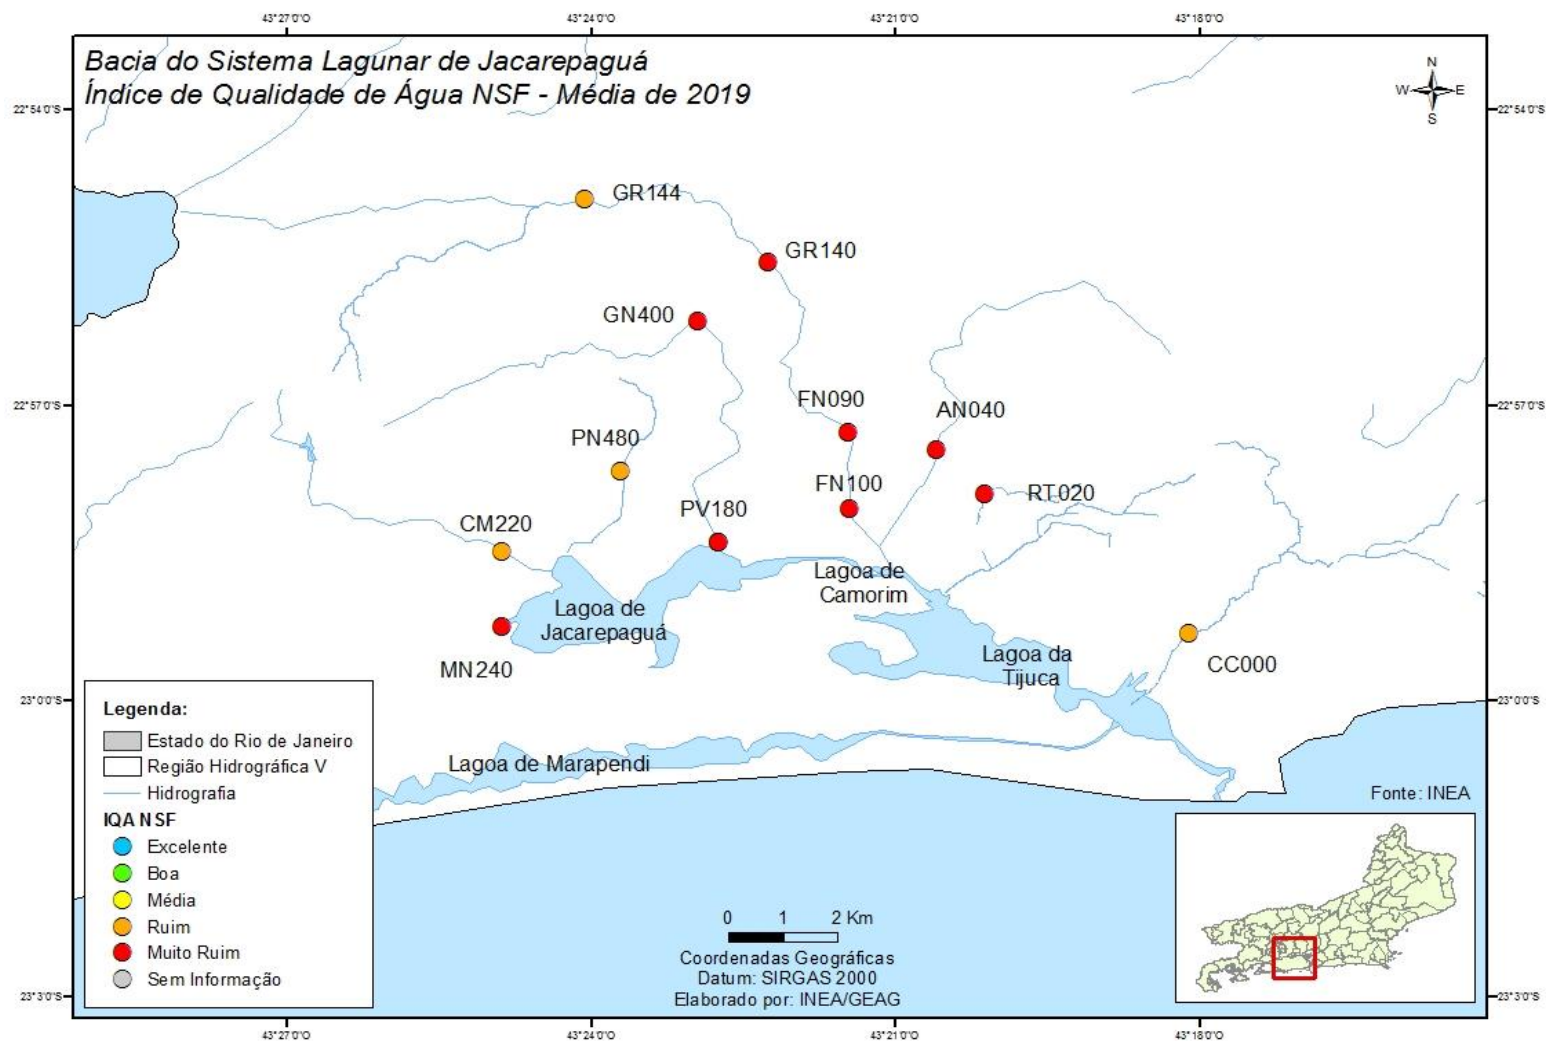 43°27'0"O
43°24'0"O
43°21'0"O
43°18'0"O
Bacia do Sistema Lagunar de Jacarepaguá
Índice de Qualidade de Água NSF - Média de 2019
N
W
E
S
22°54'0"S
22°54'0"S
GR144
GR140
GN400
FN090
AN040
22°57'0"S
22°57'0"S
PN480
FN100
RT020
PV180
CM220
Lagoa de
Camorim
Lagoa de
Jacarepaguá
MN240
Lagoa da
Tijuca
CC000
23°0'0"S
23°0'0"S
Lagoa de Marapendi
Legenda:
Estado do Rio de Janeiro
Região Hidrográfica V
Hidrografia
IQA NSF
Excelente
Boa
Média
Ruim
Muito Ruim
Sem Informação
Fonte: INEA
0 1 2 Km
Coordenadas Geográficas
Datum: SIRGAS 2000
Elaborado por: INEA/GEAG
23°3'0"S
23°3'0"S
43°27'0"O
43°24'0"O
43°21'0"O
43°18'0"O